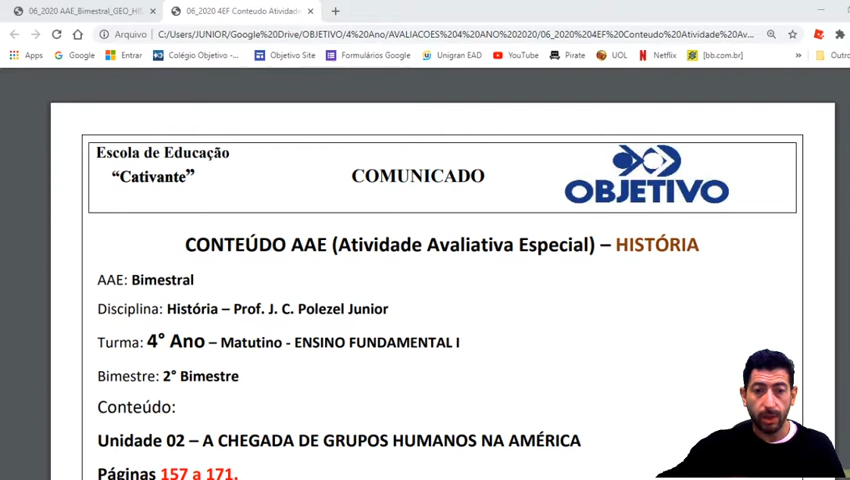 06_2020 AAE_Bimestral_GEO_HI
06_2020 4EF Conteudo Atividade
Arquivo
C:/Users/JUNIOR/Google%20Drive/OBJETIVO/4%20Ano/AVALIACOES%204%20ANO%202020/06_2020%204EF%20Conteudo%20Atividade%20Av...
Apps
Google
Entrar
Colégio Objetivo -...
Objetivo Site
Formulários Google
Unigran EAD
YouTube
Pirate
UOL
Netflix
[bb.com.br]
»
Outro
Escola de Educação
“Cativante”
COMUNICADO
OBJETIVO
CONTEÚDO AAE (Atividade Avaliativa Especial) – HISTÓRIA
AAE: Bimestral
Disciplina: História – Prof. J. C. Polezel Junior
Turma: 4° Ano – Matutino - ENSINO FUNDAMENTAL I
Bimestre: 2° Bimestre
Conteúdo:
Unidade 02 – A CHEGADA DE GRUPOS HUMANOS NA AMÉRICA
Páginas 157 a 171.